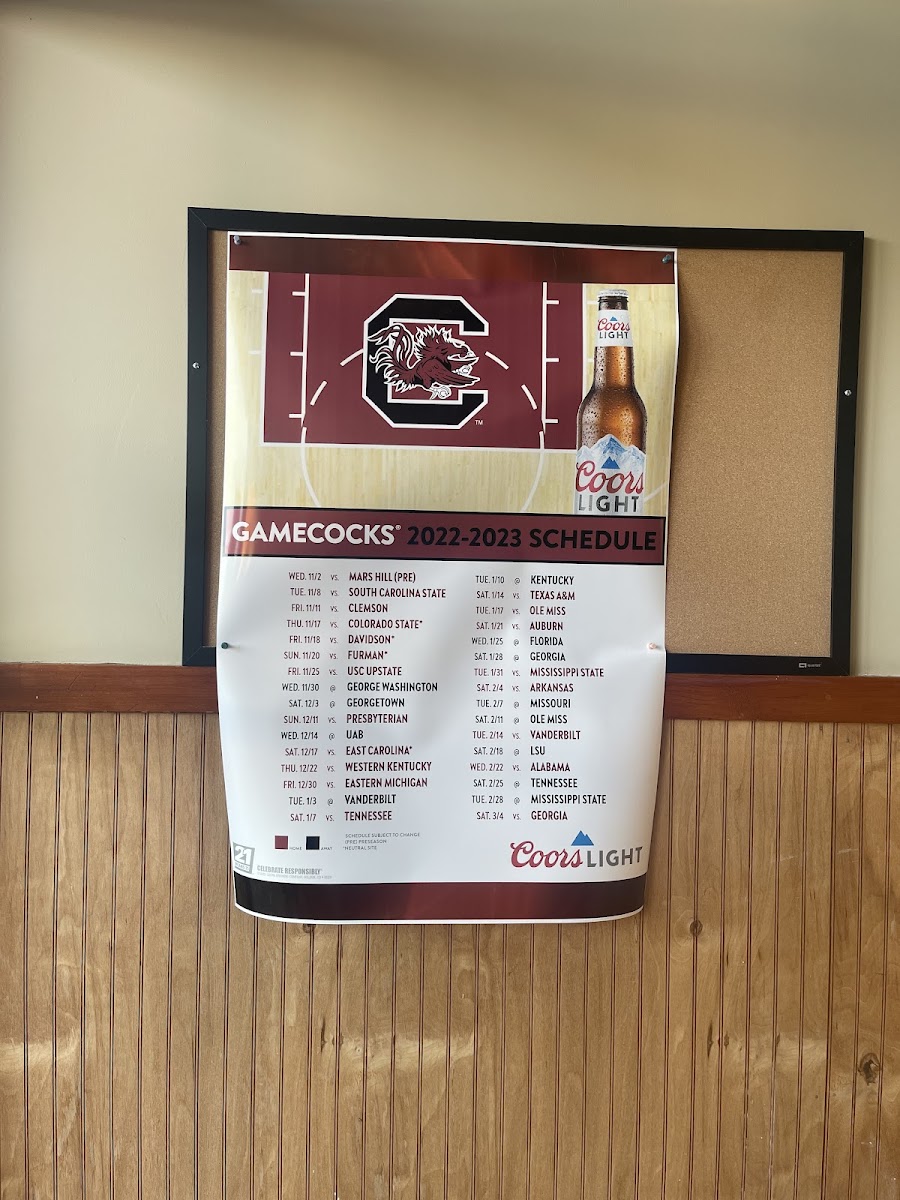 Coors
LIGHT
Coors
LIGHT
TM
GAMECOCKS® 2022-2023 SCHEDULE
WED. 11/2 VS. MARS HILL (PRE)
TUE. 11/8 VS. SOUTH CAROLINA STATE
FRI. 11/11 VS. CLEMSON
THU. 11/17 VS. COLORADO STATE*
FRI. 11/18 VS. DAVIDSON*
SUN. 11/20 VS. FURMAN*
FRI. 11/25 VS. USC UPSTATE
WED. 11/30 @ GEORGE WASHINGTON
SAT. 12/3 @ GEORGETOWN
SUN. 12/11 VS. PRESBYTERIAN
WED. 12/14 @ UAB
SAT. 12/17 VS. EAST CAROLINA*
THU. 12/22 VS. WESTERN KENTUCKY
FRI. 12/30 VS. EASTERN MICHIGAN
TUE. 1/3 @ VANDERBILT
SAT. 1/7 VS. TENNESSEE
TUE. 1/10 @ KENTUCKY
SAT. 1/14 VS. TEXAS A&M
TUE. 1/17 VS. OLE MISS
SAT. 1/21 VS. AUBURN
WED. 1/25 @ FLORIDA
SAT. 1/28 @ GEORGIA
TUE. 1/31 VS. MISSISSIPPI STATE
SAT. 2/4 VS. ARKANSAS
TUE. 2/7 @ MISSOURI
SAT. 2/11 @ OLE MISS
TUE. 2/14 VS. VANDERBILT
SAT. 2/18 @ LSU
WED. 2/22 VS. ALABAMA
SAT. 2/25 @ TENNESSEE
TUE. 2/28 @ MISSISSIPPI STATE
SAT. 3/4 VS. GEORGIA
HOME AWAY
SCHEDULE SUBJECT TO CHANGE
(PRE) PRESEASON
*NEUTRAL SITE
21
CELEBRATE RESPONSIBLY®
Coors LIGHT